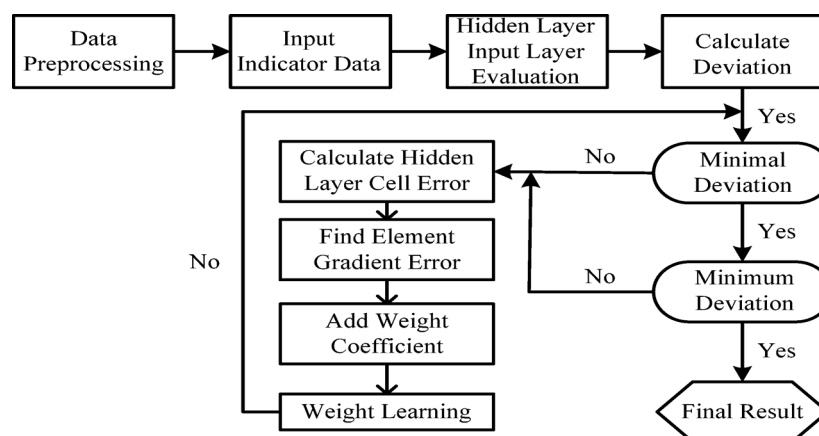 Data
Preprocessing
Input
Indicator Data
Hidden Layer
Input Layer
Evaluation
Calculate
Deviation
Yes
Calculate Hidden
Layer Cell Error
No
Minimal
Deviation
Yes
Find Element
Gradient Error
No
No
Minimum
Deviation
Add Weight
Coefficient
Yes
Weight Learning
Final Result